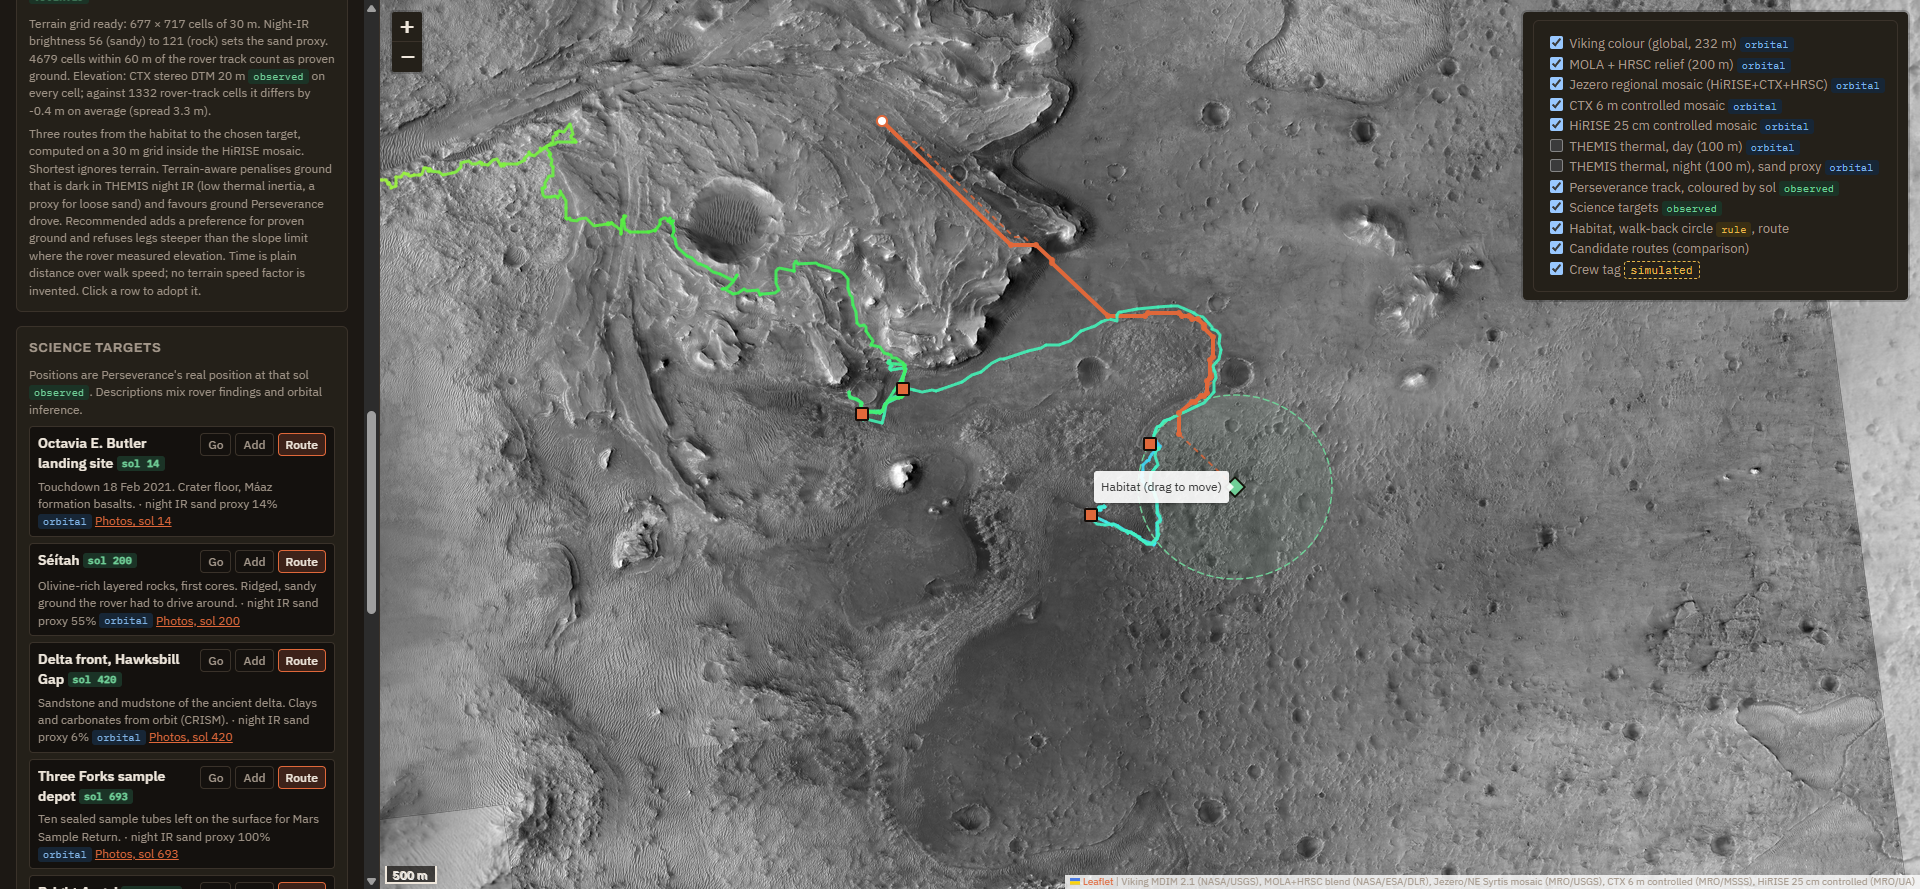 Terrain grid ready: 677 × 717 cells of 30 m. Night-IR
brightness 56 (sandy) to 121 (rock) sets the sand proxy.
4679 cells within 60 m of the rover track count as proven
ground. Elevation: CTX stereo DTM 20 m observed on
every cell; against 1332 rover-track cells it differs by
-0.4 m on average (spread 3.3 m).
Three routes from the habitat to the chosen target,
computed on a 30 m grid inside the HiRISE mosaic.
Shortest ignores terrain. Terrain-aware penalises ground
that is dark in THEMIS night IR (low thermal inertia, a
proxy for loose sand) and favours ground Perseverance
drove. Recommended adds a preference for proven
ground and refuses legs steeper than the slope limit
where the rover measured elevation. Time is plain
distance over walk speed; no terrain speed factor is
invented. Click a row to adopt it.
SCIENCE TARGETS
Positions are Perseverance's real position at that sol
observed . Descriptions mix rover findings and orbital
inference.
Octavia E. Butler
landing site sol 14
Go Add Route
Touchdown 18 Feb 2021. Crater floor, Máaz
formation basalts. · night IR sand proxy 14%
orbital Photos, sol 14
Séítah sol 200
Go Add Route
Olivine-rich layered rocks, first cores. Ridged, sandy
ground the rover had to drive around. · night IR sand
proxy 55% orbital Photos, sol 200
Delta front, Hawksbill
Gap sol 420
Go Add Route
Sandstone and mudstone of the ancient delta. Clays
and carbonates from orbit (CRISM). · night IR sand
proxy 6% orbital Photos, sol 420
Three Forks sample
depot sol 693
Go Add Route
Ten sealed sample tubes left on the surface for Mars
Sample Return. · night IR sand proxy 100%
orbital Photos, sol 693
+
−
Habitat (drag to move)
500 m
Viking colour (global, 232 m) orbital
MOLA + HRSC relief (200 m) orbital
Jezero regional mosaic (HiRISE+CTX+HRSC) orbital
CTX 6 m controlled mosaic orbital
HiRISE 25 cm controlled mosaic orbital
THEMIS thermal, day (100 m) orbital
THEMIS thermal, night (100 m), sand proxy orbital
Perseverance track, coloured by sol observed
Science targets observed
Habitat, walk-back circle rule , route
Candidate routes (comparison)
Crew tag simulated
Leaflet | Viking MDIM 2.1 (NASA/USGS), MOLA+HRSC blend (NASA/ESA/DLR), Jezero/NE Syrtis mosaic (MRO/USGS), CTX 6 m controlled (MRO/MSSS), HiRISE 25 cm controlled (MRO/UA)